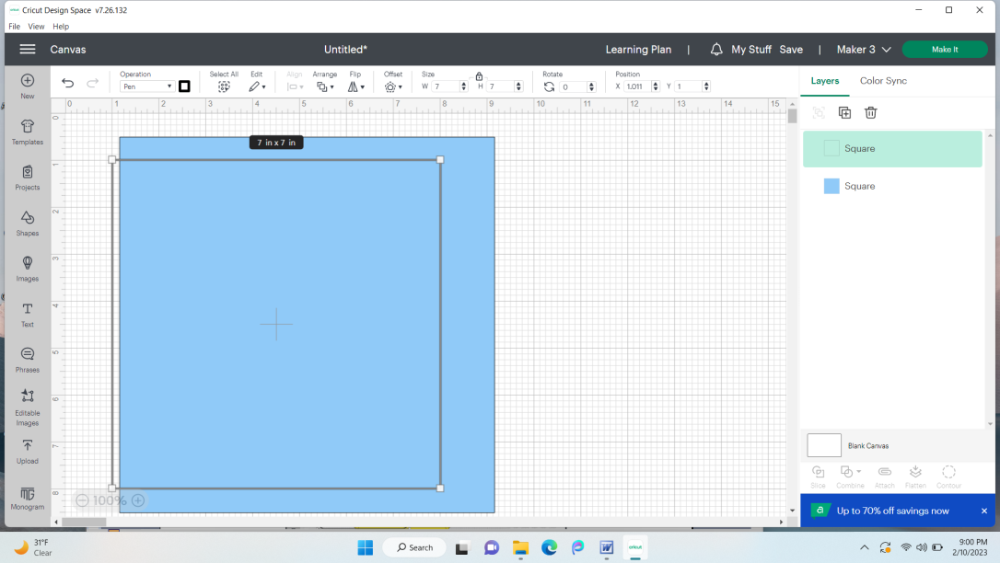 cricut Cricut Design Space v7.26.132
File View Help
Canvas Untitled* Learning Plan | My Stuff Save | Maker 3 Make It
Operation Select All Edit Align Arrange Flip Offset Size Rotate Position
Pen W 7 H 7 0 X 1.011 Y 1
Layers Color Sync
New
Templates
Projects
Shapes
Images
Text
Phrases
Editable
Images
Upload
Monogram
0 1 2 3 4 5 6 7 8 9 10 11 12 13 14 15
0
1
2
3
4
5
6
7
8
7 in x 7 in
100%
Square
Square
Blank Canvas
Slice Combine Attach Flatten Contour
a Up to 70% off savings now ×
31°F
Clear
Search
W
cricut
9:00 PM
2/10/2023